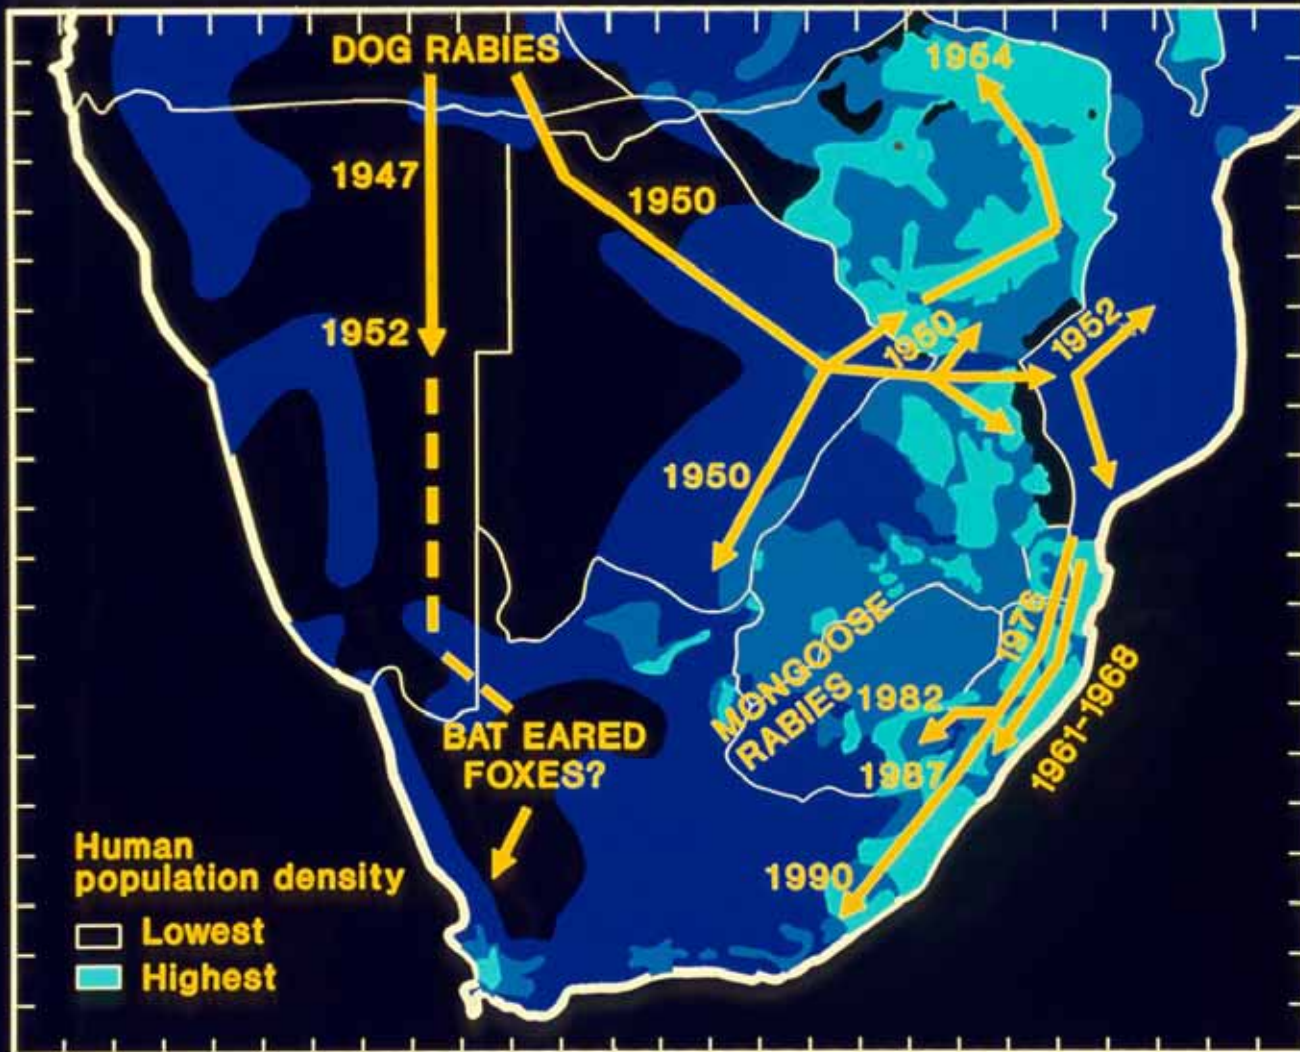 DOG RABIES
1954
1947
1950
1952
1950
1952
1950
MONGOOSE
RABIES
1976
1982
1961-1968
BAT EARED
FOXES?
1987
1990
Human
population density
Lowest
Highest